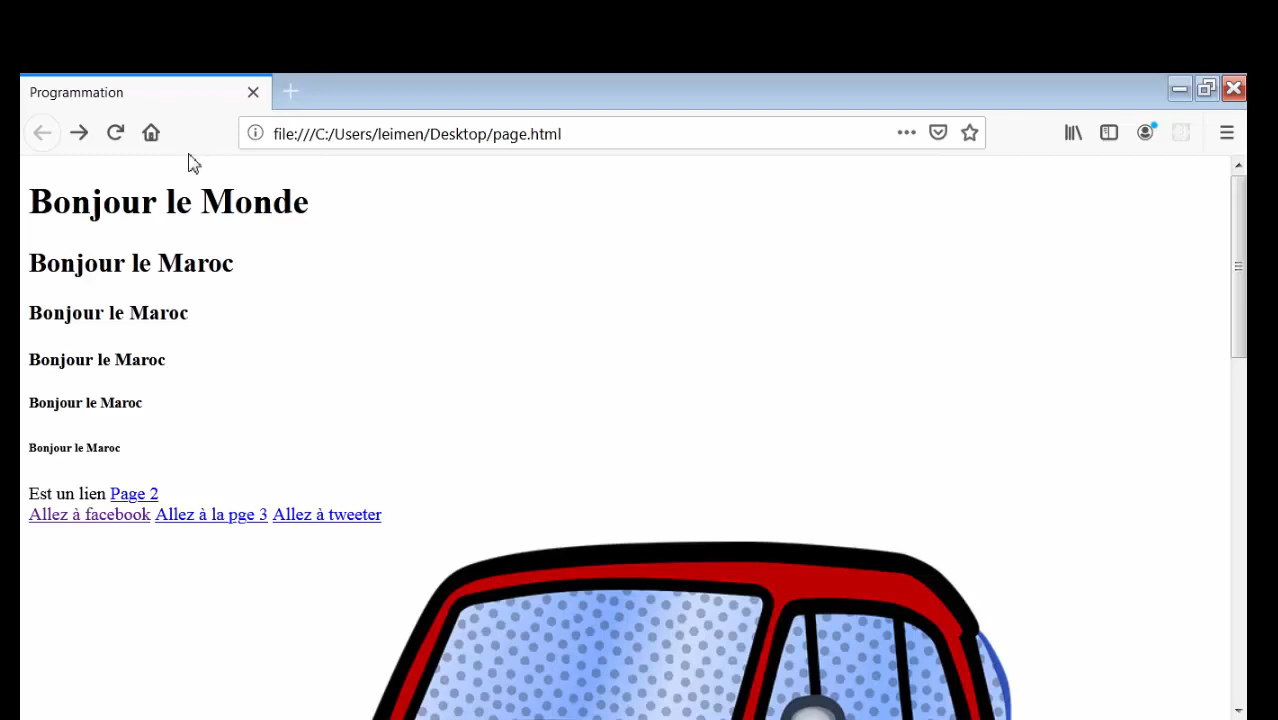 Programmation
file:///C:/Users/leimen/Desktop/page.html
Bonjour le Monde
Bonjour le Maroc
Bonjour le Maroc
Bonjour le Maroc
Bonjour le Maroc
Bonjour le Maroc
Est un lien Page 2
Allez à facebook Allez à la pge 3 Allez à tweeter